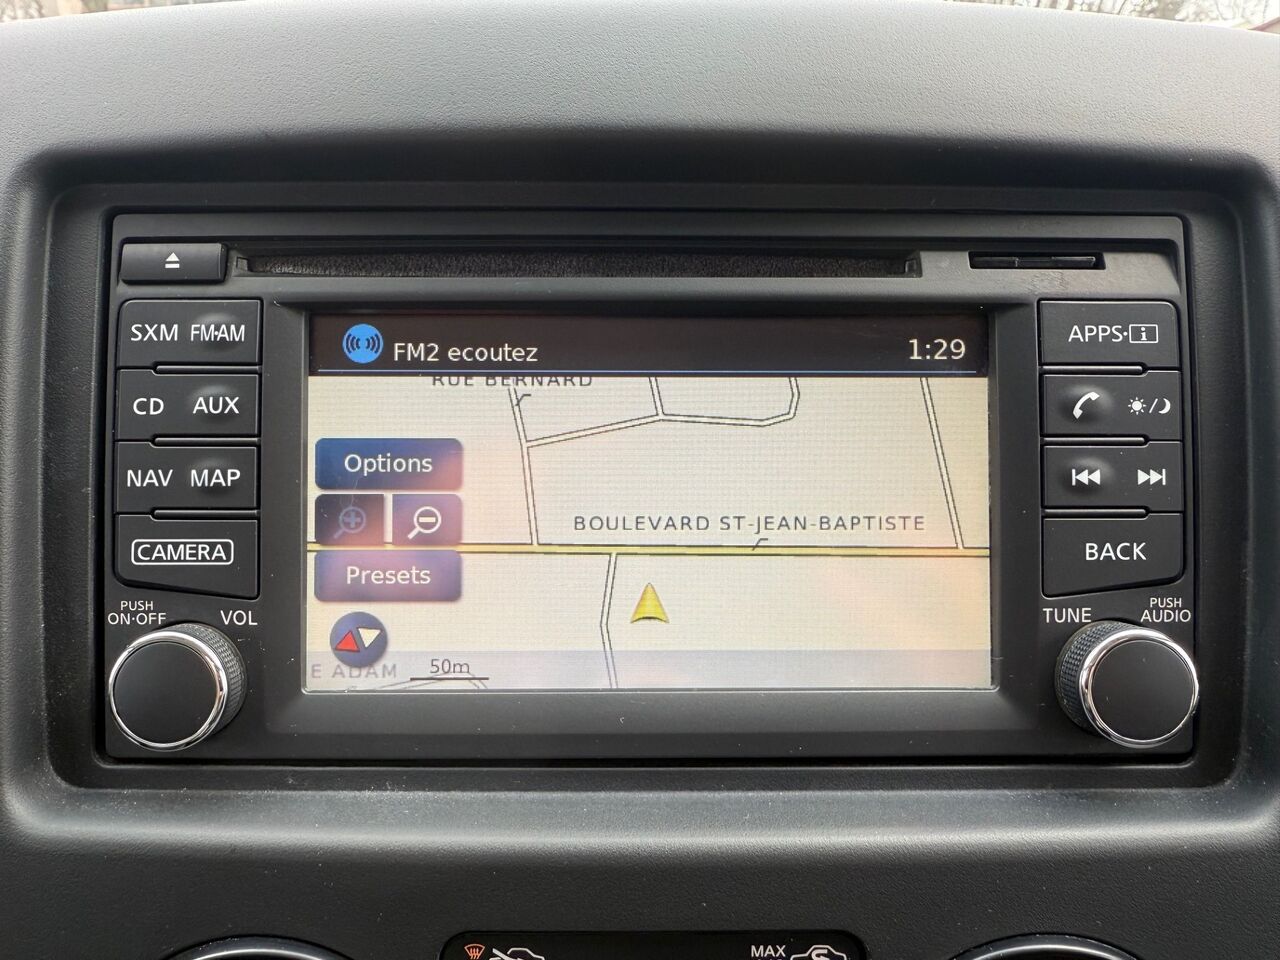 SXM FM·AM
CD AUX
NAV MAP
CAMERA
PUSH
ON·OFF
VOL
FM2 ecoutez
1:29
RUE BERNARD
Options
BOULEVARD ST-JEAN-BAPTISTE
Presets
E ADAM
50m
APPS·i
BACK
TUNE
PUSH
AUDIO
MAX